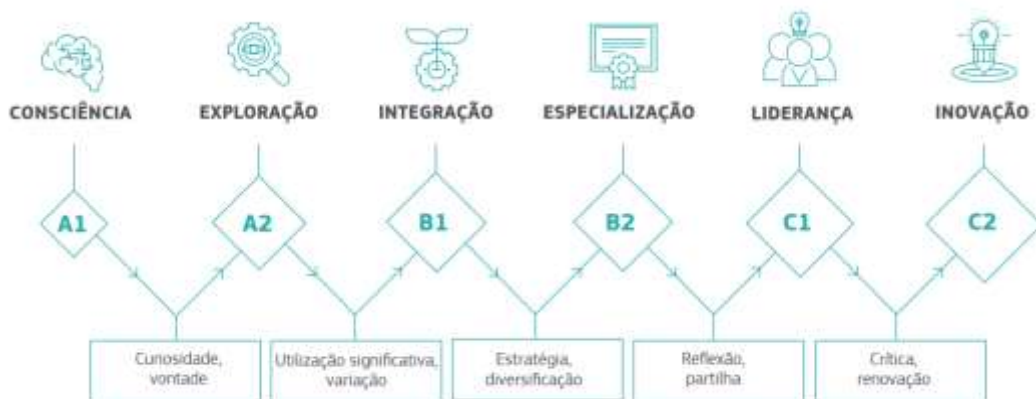 CONSCIÊNCIA
EXPLORAÇÃO
INTEGRAÇÃO
ESPECIALIZAÇÃO
LIDERANÇA
INOVAÇÃO
A1
A2
B1
B2
C1
C2
Curiosidade,
vontade
Utilização significativa,
variação
Estratégia,
diversificação
Reflexão,
partilha
Crítica,
renovação